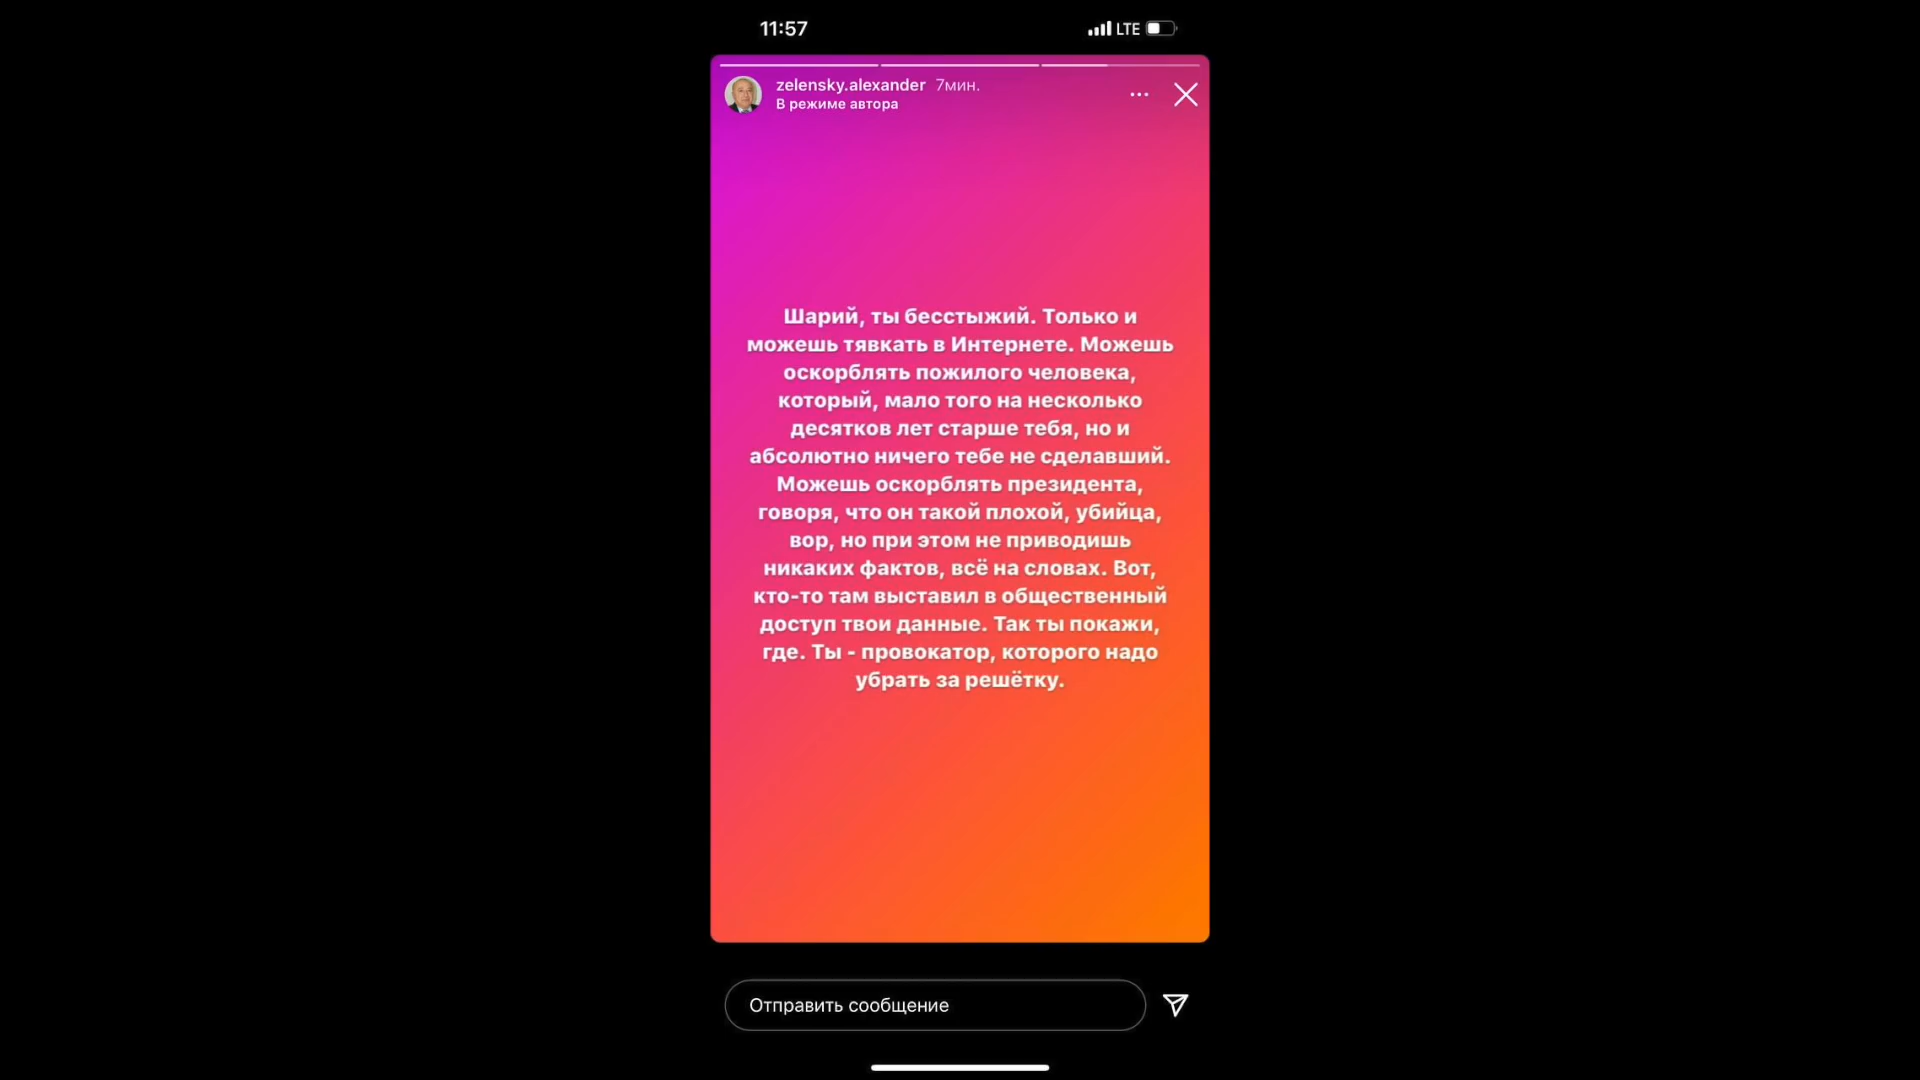 11:57
LTE
zelensky.alexander 7мин.
В режиме автора
Шарий, ты бесстыжий. Только и
можешь тявкать в Интернете. Можешь
оскорблять пожилого человека,
который, мало того на несколько
десятков лет старше тебя, но и
абсолютно ничего тебе не сделавший.
Можешь оскорблять президента,
говоря, что он такой плохой, убийца,
вор, но при этом не приводишь
никаких фактов, всё на словах. Вот,
кто-то там выставил в общественный
доступ твои данные. Так ты покажи,
где. Ты - провокатор, которого надо
убрать за решётку.
Отправить сообщение